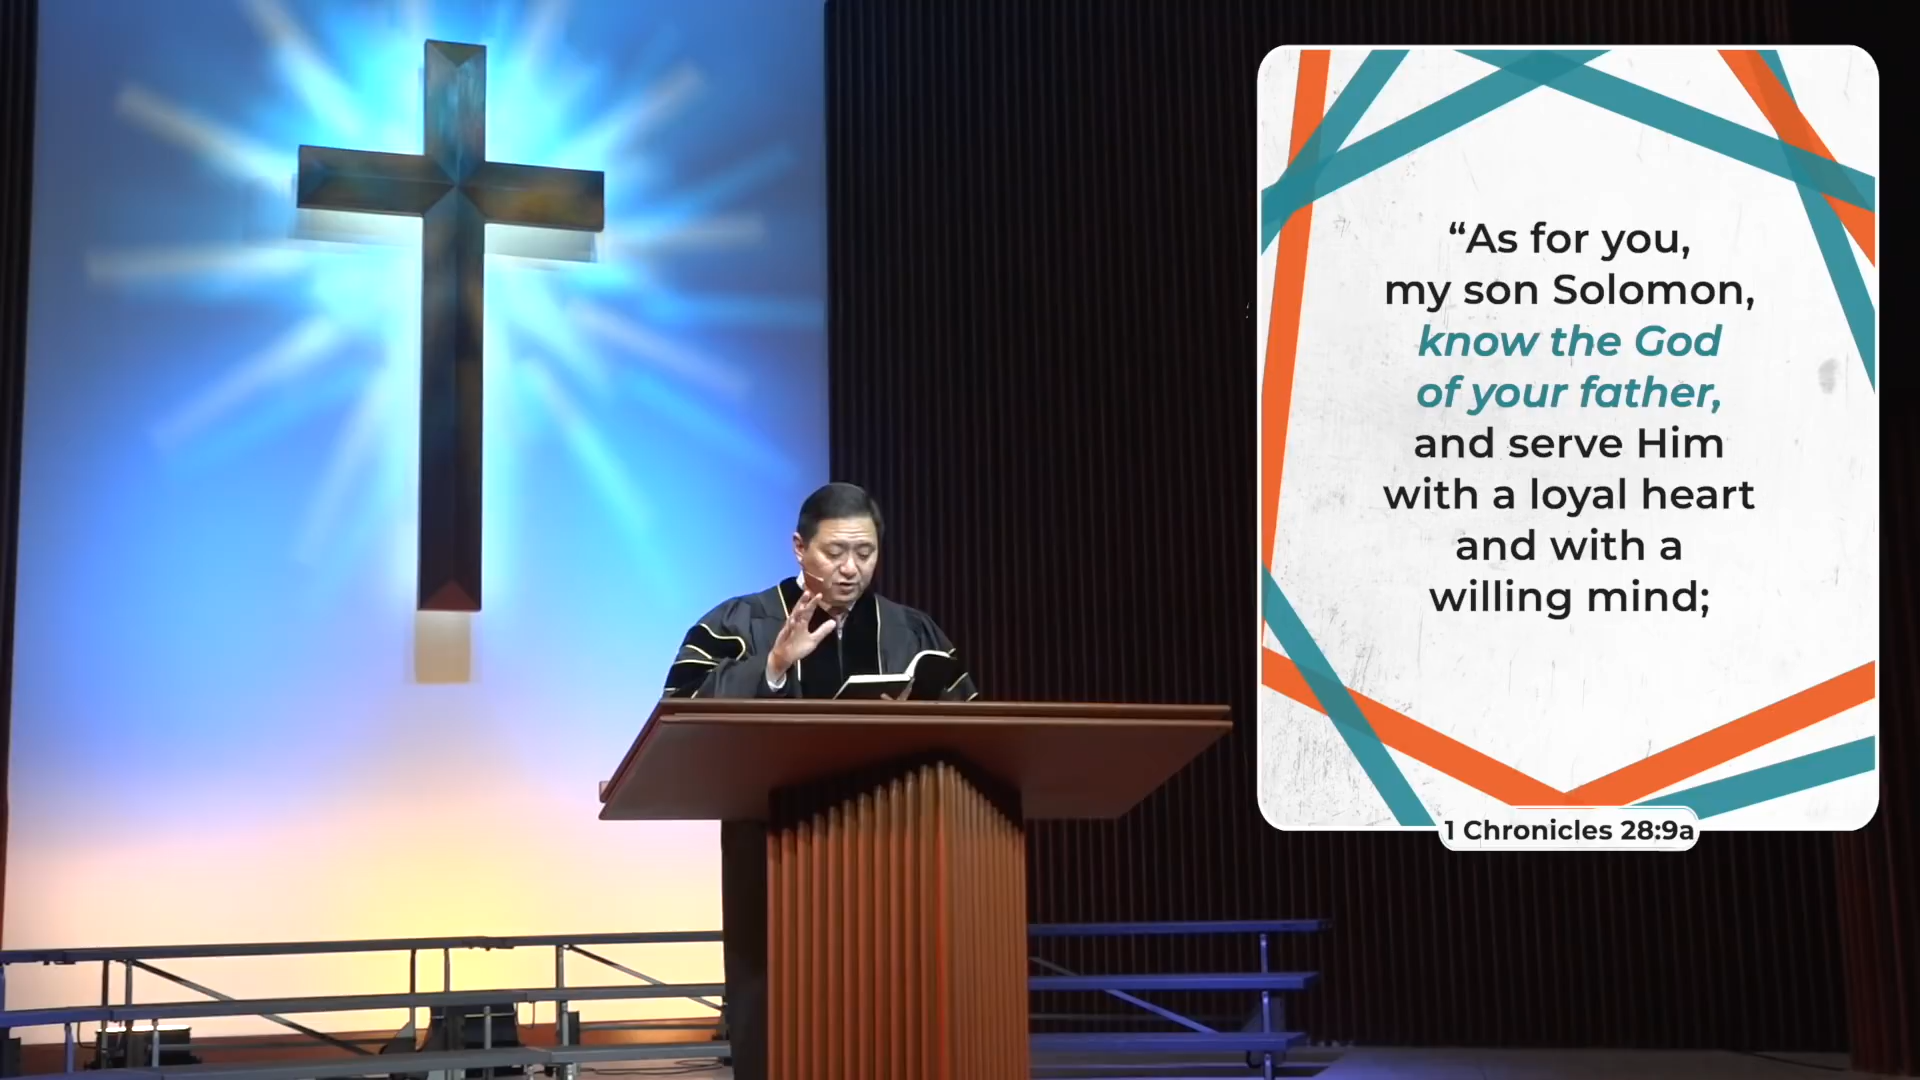 “As for you,
my son Solomon,
know the God
of your father,
and serve Him
with a loyal heart
and with a
willing mind;
1 Chronicles 28:9a